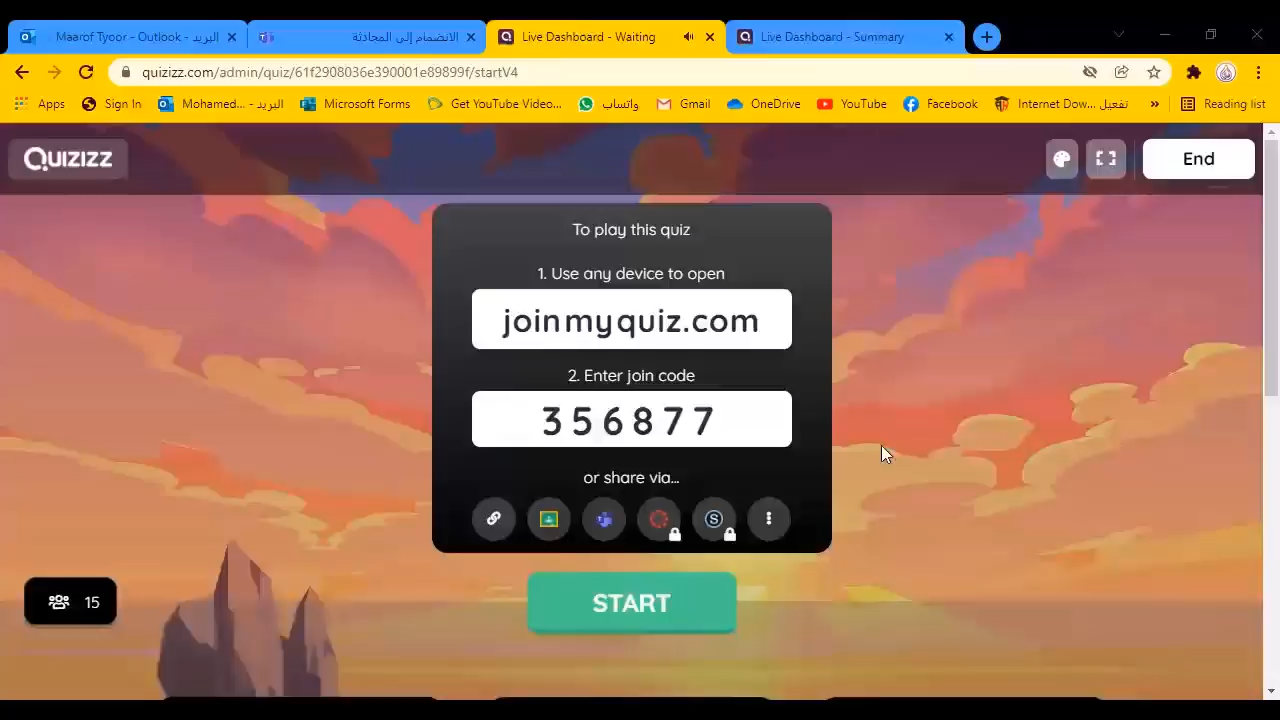 Maarof Tyoor - Outlook - البريد
الانضمام إلى المحادثة
Live Dashboard - Waiting
Live Dashboard - Summary
quizizz.com/admin/quiz/61f2908036e390001e89899f/startV4
Apps
Sign In
Mohamed... - البريد
Microsoft Forms
Get YouTube Video...
واتساب
Gmail
OneDrive
YouTube
Facebook
Internet Dow... تفعيل
»
Reading list
Quizizz
End
To play this quiz
1. Use any device to open
joinmyquiz.com
2. Enter join code
356877
or share via...
15
START